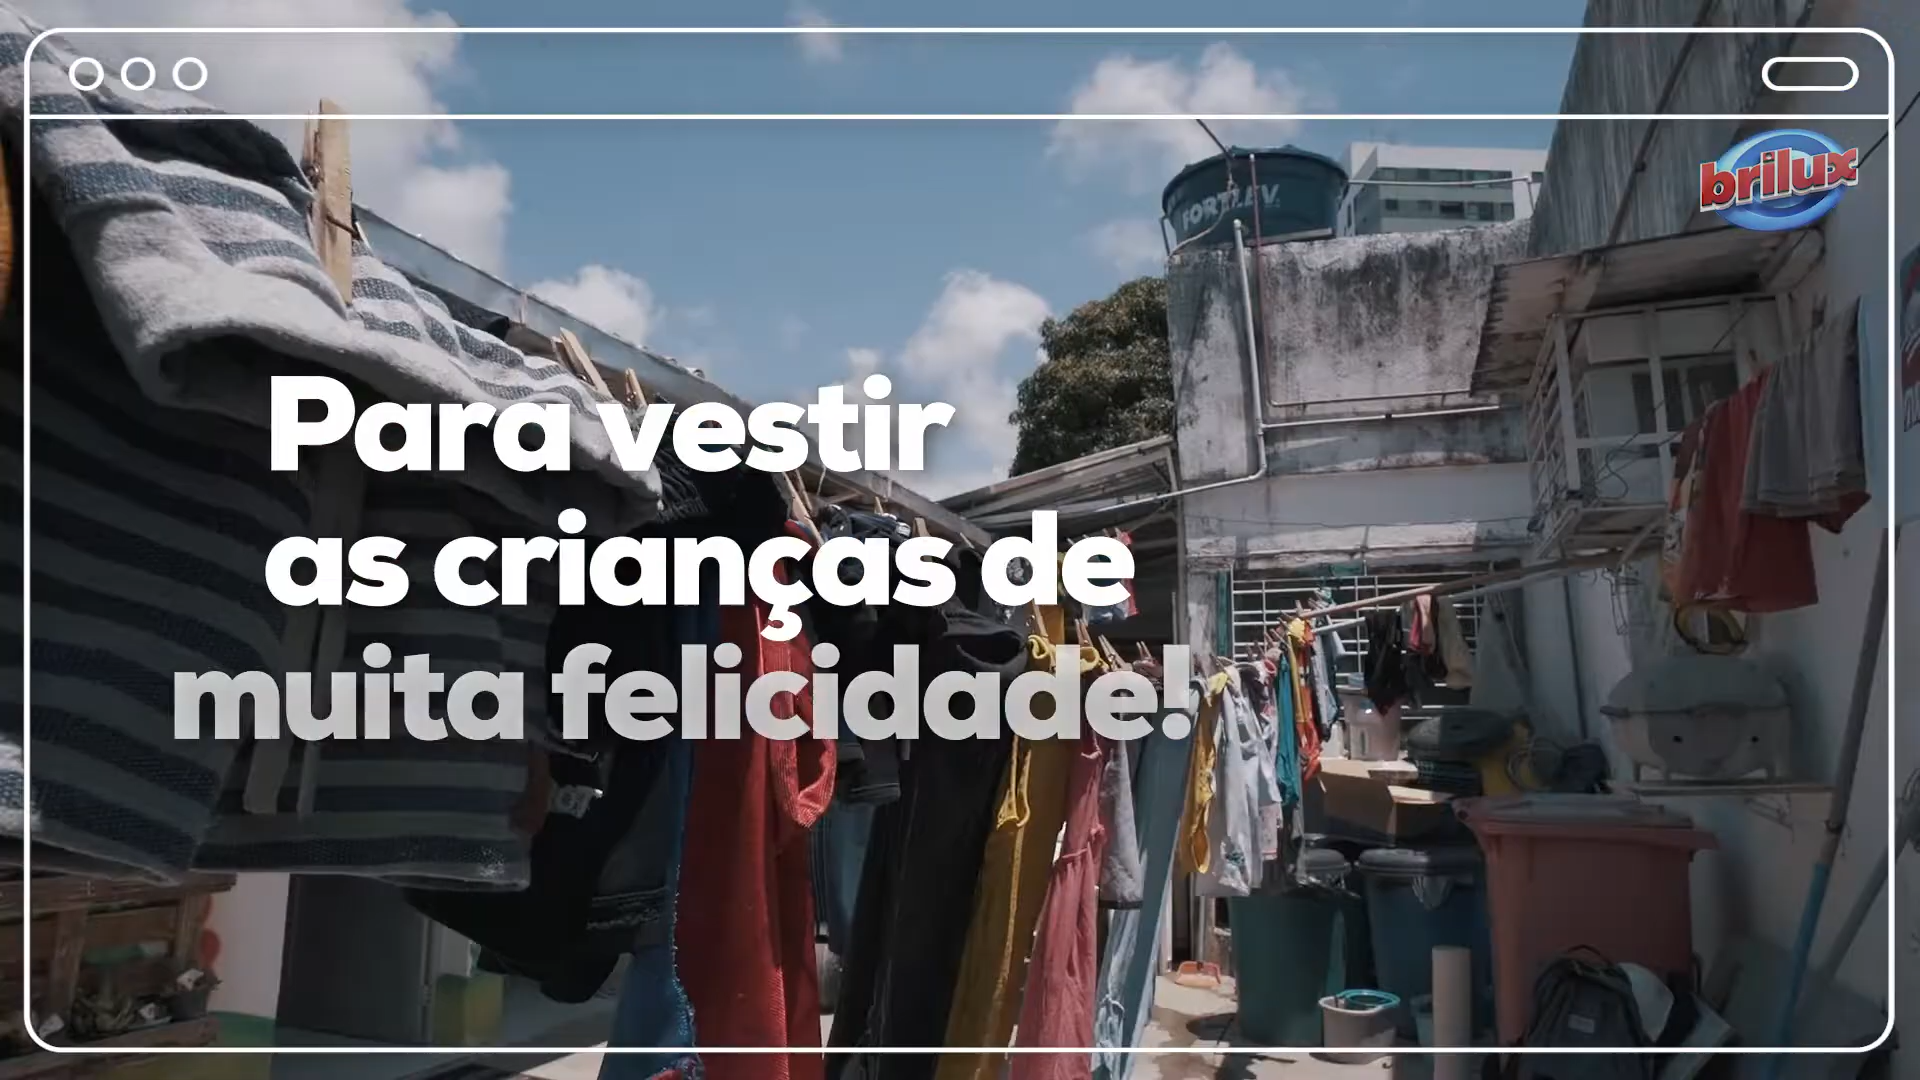 brilux
FORTLEV
Para vestir
as crianças de
muita felicidade!